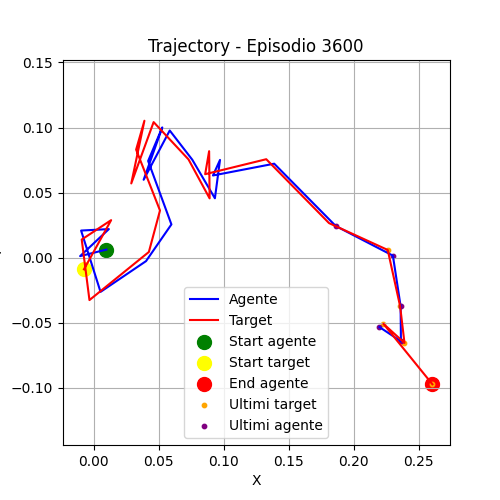 Trajectory - Episodio 3600
0.15
0.10
0.05
0.00
−0.05
−0.10
Agente
Target
Start agente
Start target
End agente
Ultimi target
Ultimi agente
0.00 0.05 0.10 0.15 0.20 0.25
X